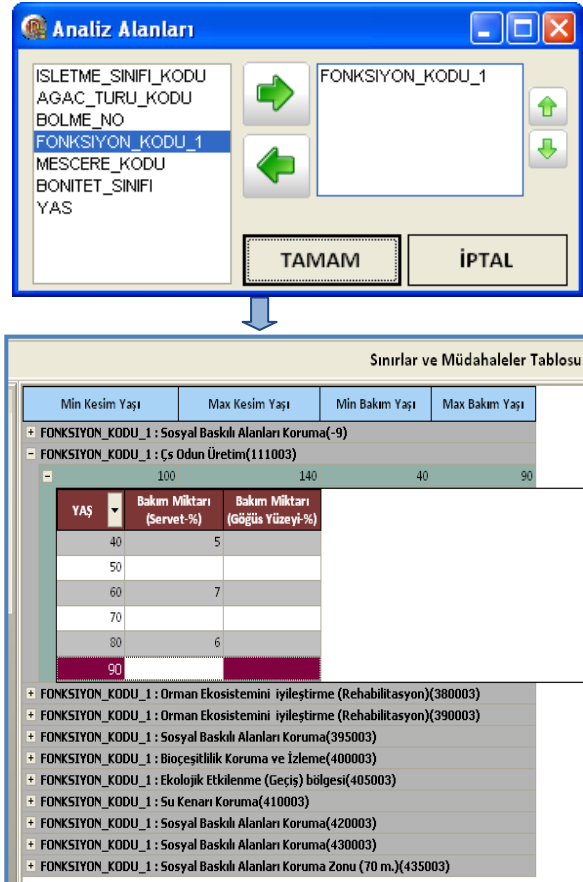 Analiz Alanları
ISLETME_SINIFI_KODU
AGAC_TURU_KODU
BOLME_NO
FONKSIYON_KODU_1
MESCERE_KODU
BONITET_SINIFI
YAS
FONKSIYON_KODU_1
TAMAM
İPTAL
Sınırlar ve Müdahaleler Tablosu
Min Kesim Yaşı Max Kesim Yaşı Min Bakım Yaşı Max Bakım Yaşı
FONKSIYON_KODU_1 : Sosyal Baskılı Alanları Koruma(-9)
FONKSIYON_KODU_1 : Çs Odun Üretim(111003)
100 140 40 90
YAŞ Bakım Miktarı (Servet-%) Bakım Miktarı (Göğüs Yüzeyi-%)
40 5
50
60 7
70
80 6
90
FONKSIYON_KODU_1 : Orman Ekosistemini iyileştirme (Rehabilitasyon)(380003)
FONKSIYON_KODU_1 : Orman Ekosistemini iyileştirme (Rehabilitasyon)(390003)
FONKSIYON_KODU_1 : Sosyal Baskılı Alanları Koruma(395003)
FONKSIYON_KODU_1 : Bioçeşitlilik Koruma ve İzleme(400003)
FONKSIYON_KODU_1 : Ekolojik Etkilenme (Geçiş) bölgesi(405003)
FONKSIYON_KODU_1 : Su Kenarı Koruma(410003)
FONKSIYON_KODU_1 : Sosyal Baskılı Alanları Koruma(420003)
FONKSIYON_KODU_1 : Sosyal Baskılı Alanları Koruma(430003)
FONKSIYON_KODU_1 : Sosyal Baskılı Alanları Koruma Zonu (70 m.)(435003)